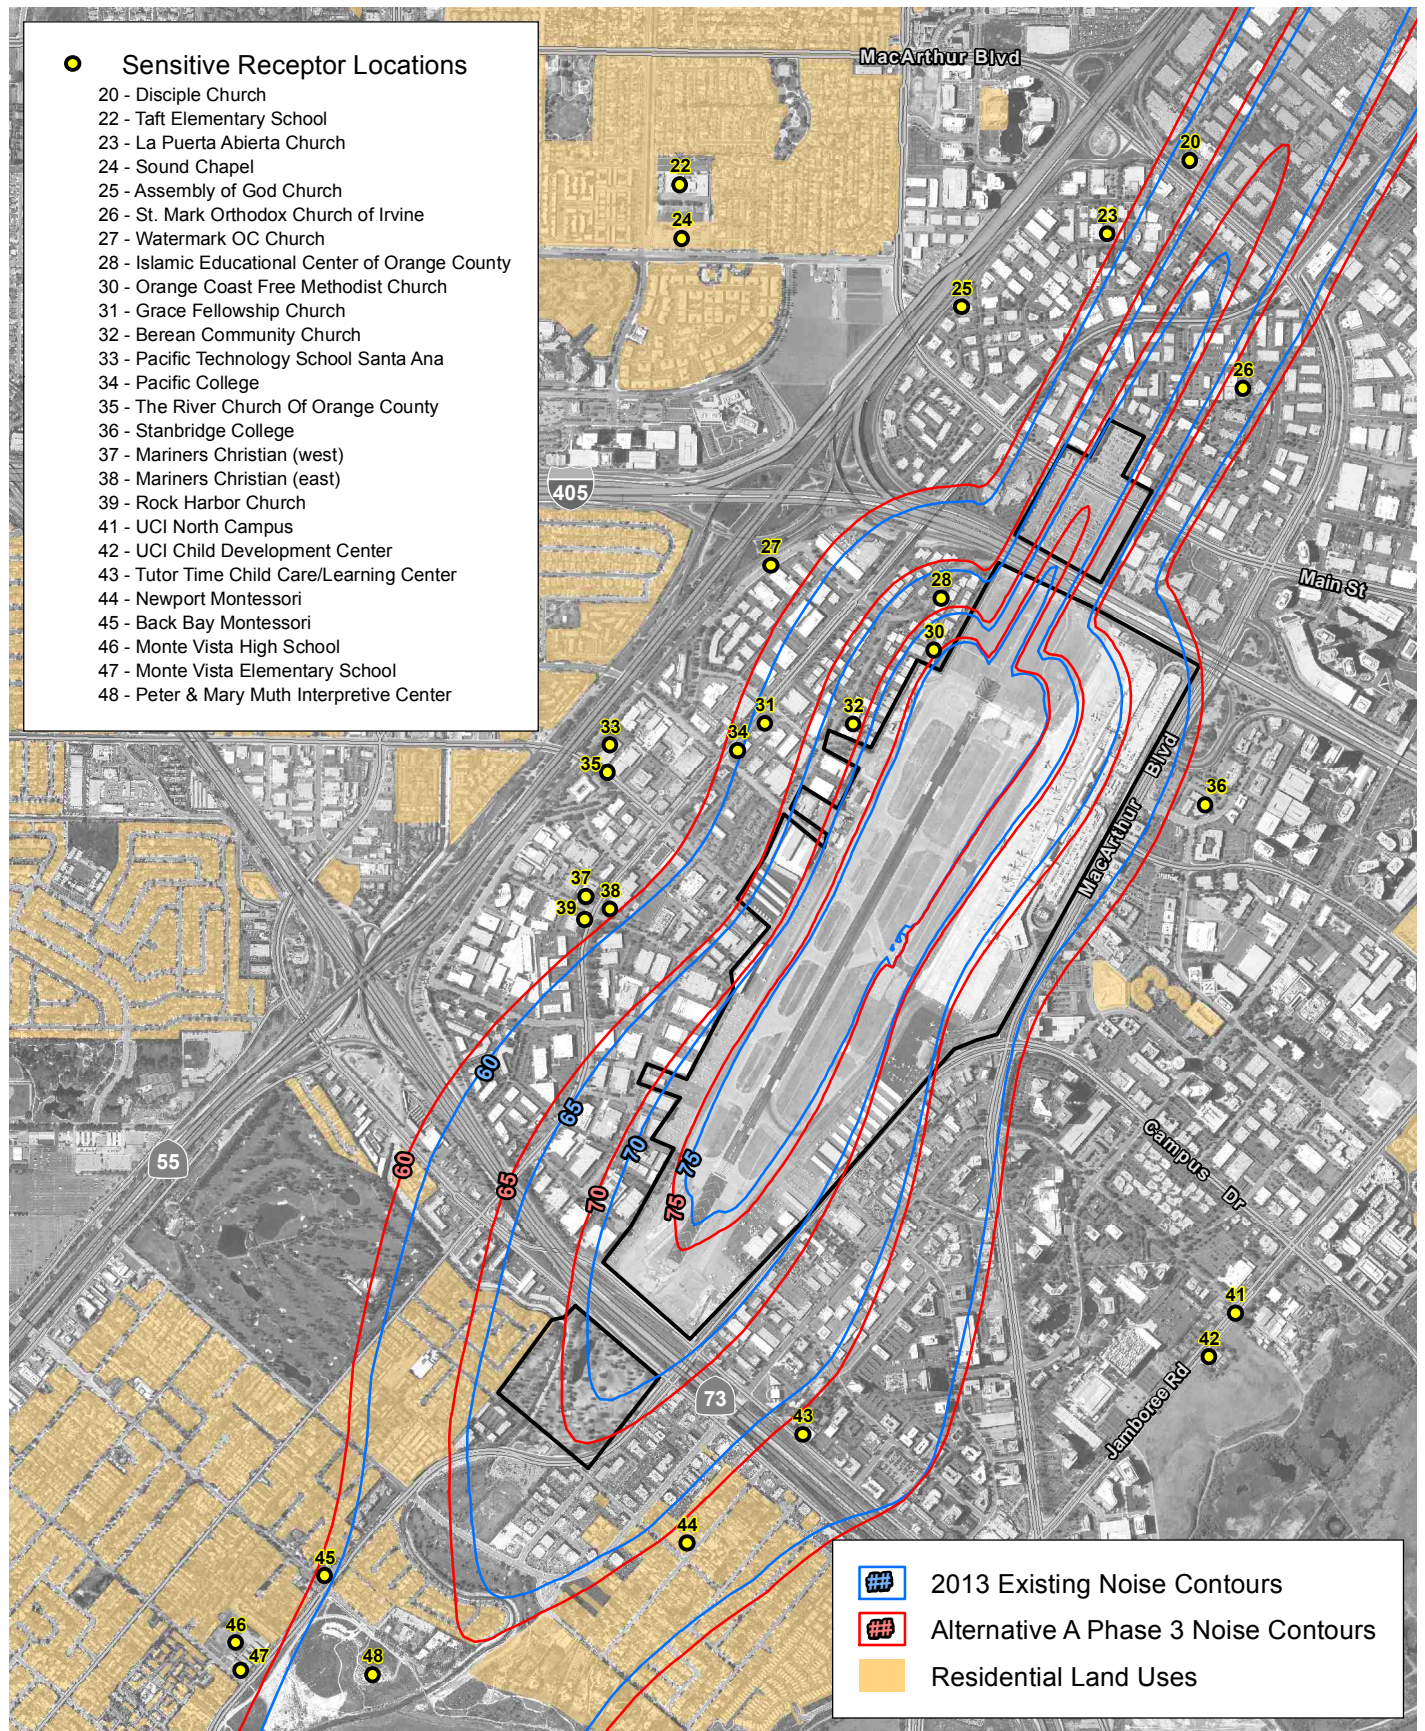 Sensitive Receptor Locations
20 - Disciple Church
22 - Taft Elementary School
23 - La Puerta Abierta Church
24 - Sound Chapel
25 - Assembly of God Church
26 - St. Mark Orthodox Church of Irvine
27 - Watermark OC Church
28 - Islamic Educational Center of Orange County
30 - Orange Coast Free Methodist Church
31 - Grace Fellowship Church
32 - Berean Community Church
33 - Pacific Technology School Santa Ana
34 - Pacific College
35 - The River Church Of Orange County
36 - Stanbridge College
37 - Mariners Christian (west)
38 - Mariners Christian (east)
39 - Rock Harbor Church
41 - UCI North Campus
42 - UCI Child Development Center
43 - Tutor Time Child Care/Learning Center
44 - Newport Montessori
45 - Back Bay Montessori
46 - Monte Vista High School
47 - Monte Vista Elementary School
48 - Peter & Mary Muth Interpretive Center
MacArthur Blvd
20
22
23
24
25
26
405
27
28
Main St
30
31
32
33
34
35
MacArthur Blvd
36
37
38
39
60
65
70
75
60
65
70
75
55
Campus Dr
41
42
73
Jamboree Rd
43
44
45
46
47
48
## 2013 Existing Noise Contours
## Alternative A Phase 3 Noise Contours
Residential Land Uses